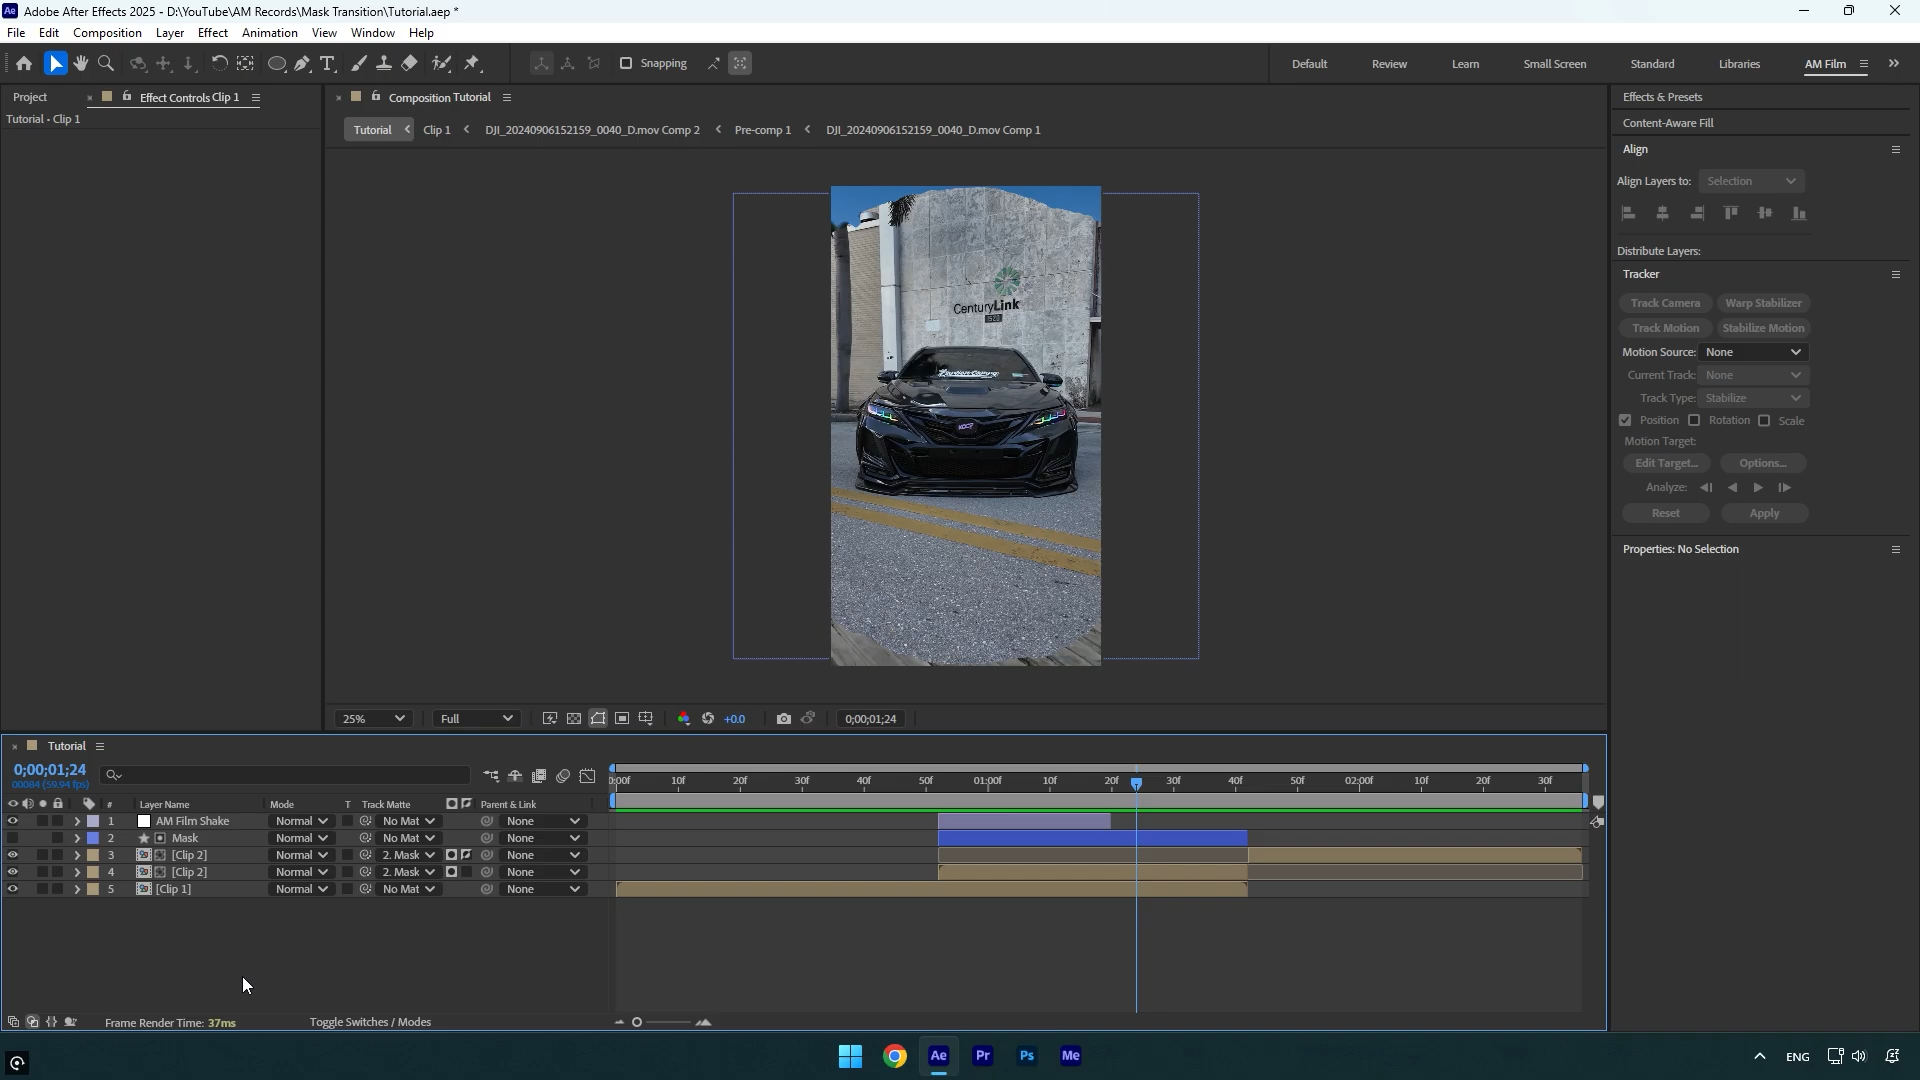 Adobe After Effects 2025 - D:\YouTube\AM Records\Mask Transition\Tutorial.aep *
File Edit Composition Layer Effect Animation View Window Help
Snapping
Default Review Learn Small Screen Standard Libraries AM Film
Project Effect Controls Clip 1
Tutorial • Clip 1
Composition Tutorial
Tutorial Clip 1 DJI_20240906152159_0040_D.mov Comp 2 Pre-comp 1 DJI_20240906152159_0040_D.mov Comp 1
CenturyLink
25% Full +0.0 0;00;01;24
Effects & Presets
Content-Aware Fill
Align
Align Layers to: Selection
Distribute Layers:
Tracker
Track Camera Warp Stabilizer
Track Motion Stabilize Motion
Motion Source: None
Current Track: None
Track Type: Stabilize
Position Rotation Scale
Motion Target:
Edit Target... Options...
Analyze:
Reset Apply
Properties: No Selection
Tutorial
0;00;01;24
00084 (59.94 fps)
0:00f 10f 20f 30f 40f 50f 01:00f 10f 20f 30f 40f 50f 02:00f 10f 20f 30f
# Layer Name Mode T Track Matte Parent & Link
1 AM Film Shake Normal No Mat None
2 Mask Normal No Mat None
3 [Clip 2] Normal 2. Mask None
4 [Clip 2] Normal 2. Mask None
5 [Clip 1] Normal No Mat None
Frame Render Time: 37ms Toggle Switches / Modes
Ae Pr Ps Me
ENG